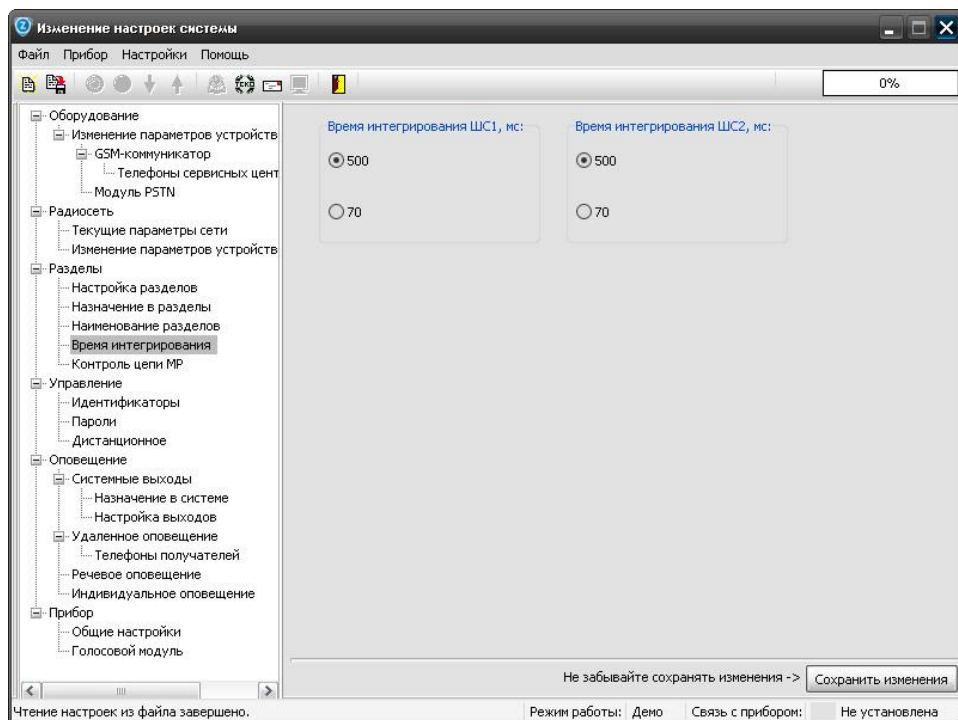 Изменение настроек системы
Файл Прибор Настройки Помощь
0%
Оборудование
Изменение параметров устройств
GSM-коммуникатор
Телефоны сервисных цент
Модуль PSTN
Радиосеть
Текущие параметры сети
Изменение параметров устройств
Разделы
Настройка разделов
Назначение в разделы
Наименование разделов
Время интегрирования
Контроль цепи МР
Управление
Идентификаторы
Пароли
Дистанционное
Оповещение
Системные выходы
Назначение в системе
Настройка выходов
Удаленное оповещение
Телефоны получателей
Речевое оповещение
Индивидуальное оповещение
Прибор
Общие настройки
Голосовой модуль
Время интегрирования ШС1, мс:
500
70
Время интегрирования ШС2, мс:
500
70
Не забывайте сохранять изменения -> Сохранить изменения
Чтение настроек из файла завершено.
Режим работы: Демо Связь с прибором: Не установлена